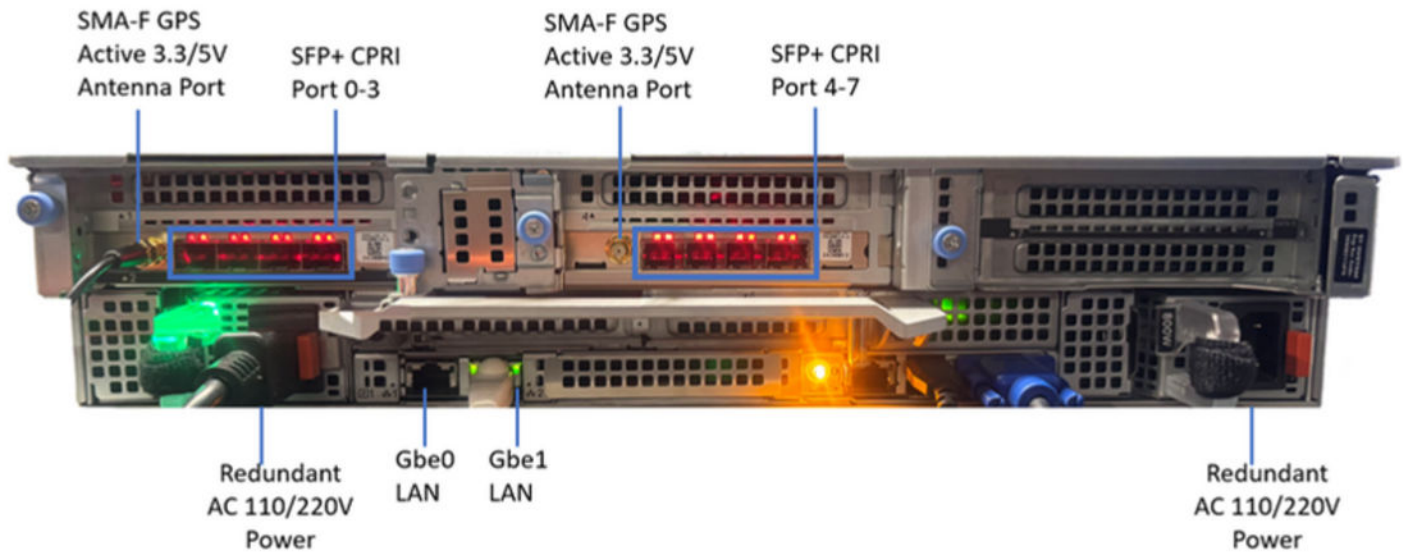 SMA-F GPS
Active 3.3/5V
Antenna Port
SFP+ CPRI
Port 0-3
SMA-F GPS
Active 3.3/5V
Antenna Port
SFP+ CPRI
Port 4-7
800W
Redundant
AC 110/220V
Power
Gbe0
LAN
Gbe1
LAN
Redundant
AC 110/220V
Power